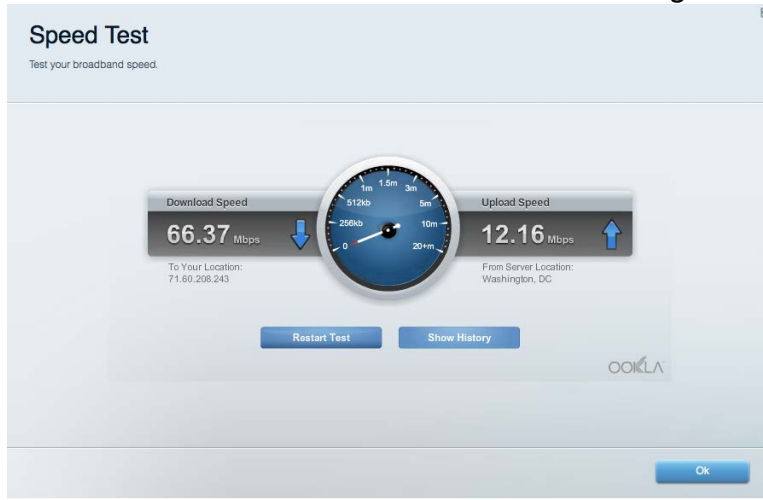 Speed Test
Test your broadband speed.
Download Speed
66.37 Mbps
To Your Location:
71.60.208.243
0
256kb
512kb
1m
1.5m
3m
5m
10m
20+m
Upload Speed
12.16 Mbps
From Server Location:
Washington, DC
Restart Test
Show History
OOKLA
Ok